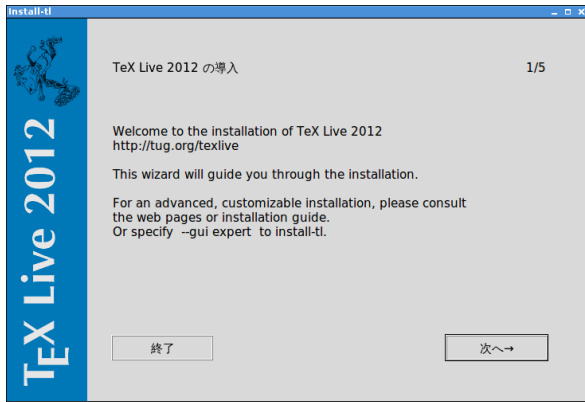 Install-tl
TeX Live 2012 の導入
1/5
Welcome to the installation of TeX Live 2012
http://tug.org/texlive
This wizard will guide you through the installation.
For an advanced, customizable installation, please consult
the web pages or installation guide.
Or specify --gui expert to install-tl.
終了
次へ→
TEX Live 2012